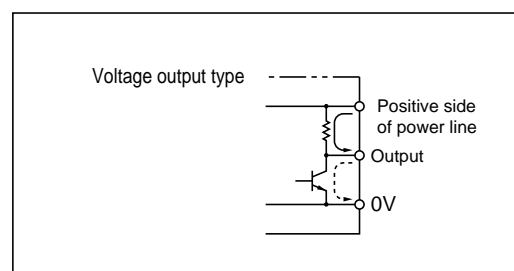 Voltage output type
Positive side
of power line
Output
0V